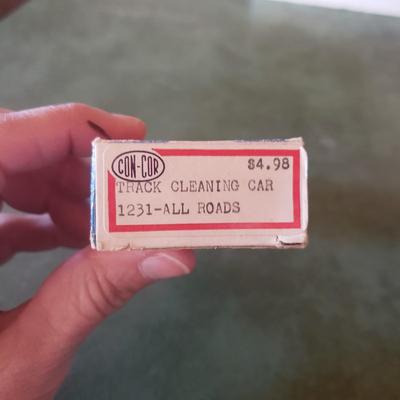 CON-COR $4.98
TRACK CLEANING CAR
1231-ALL ROADS